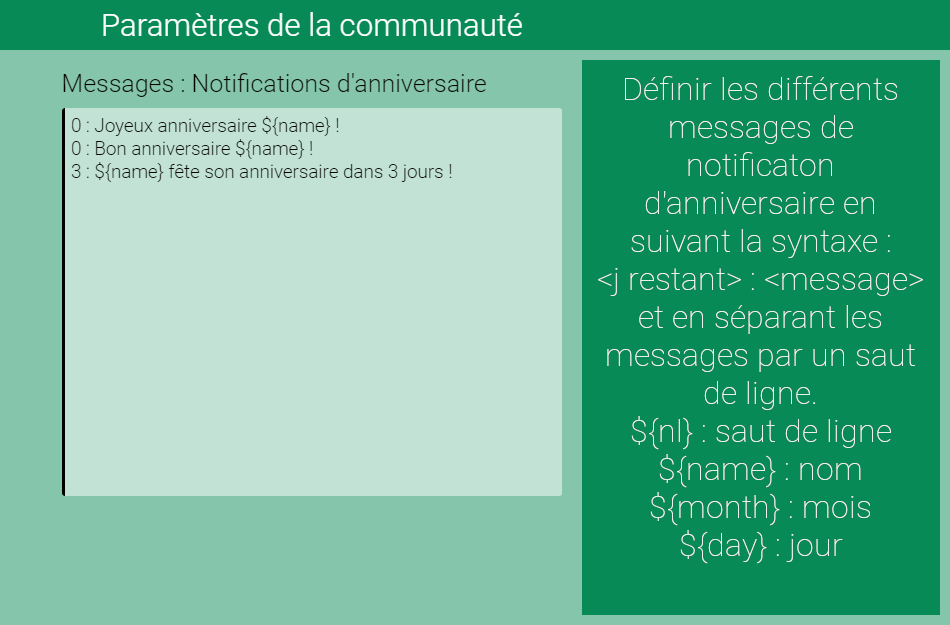 Paramètres de la communauté
Messages : Notifications d'anniversaire
0 : Joyeux anniversaire ${name} !
0 : Bon anniversaire ${name} !
3 : ${name} fête son anniversaire dans 3 jours !
Définir les différents
messages de
notificaton
d'anniversaire en
suivant la syntaxe :
<j restant> : <message>
et en séparant les
messages par un saut
de ligne.
${nl} : saut de ligne
${name} : nom
${month} : mois
${day} : jour